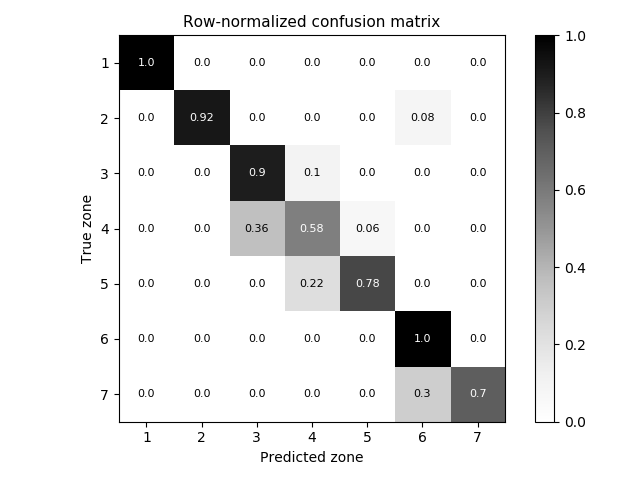 Row-normalized confusion matrix
True zone
1 1.0 0.0 0.0 0.0 0.0 0.0 0.0
2 0.0 0.92 0.0 0.0 0.0 0.08 0.0
3 0.0 0.0 0.9 0.1 0.0 0.0 0.0
4 0.0 0.0 0.36 0.58 0.06 0.0 0.0
5 0.0 0.0 0.0 0.22 0.78 0.0 0.0
6 0.0 0.0 0.0 0.0 0.0 1.0 0.0
7 0.0 0.0 0.0 0.0 0.0 0.3 0.7
1 2 3 4 5 6 7
Predicted zone
1.0
0.8
0.6
0.4
0.2
0.0